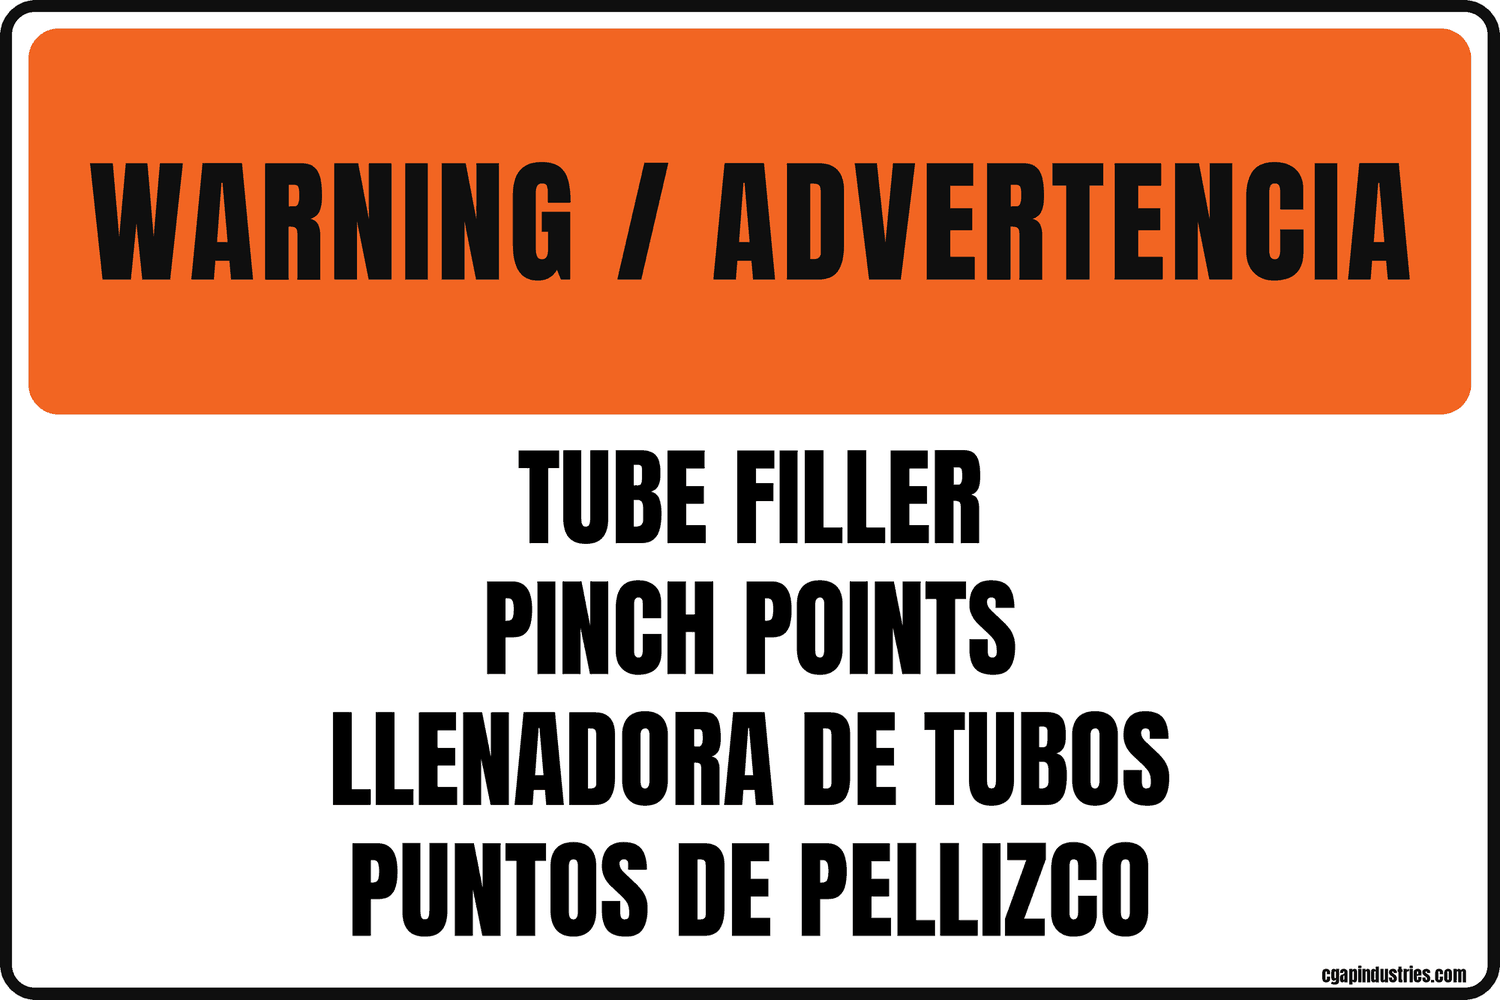 WARNING / ADVERTENCIA
TUBE FILLER
PINCH POINTS
LLENADORA DE TUBOS
PUNTOS DE PELLIZCO
cgapindustries.com